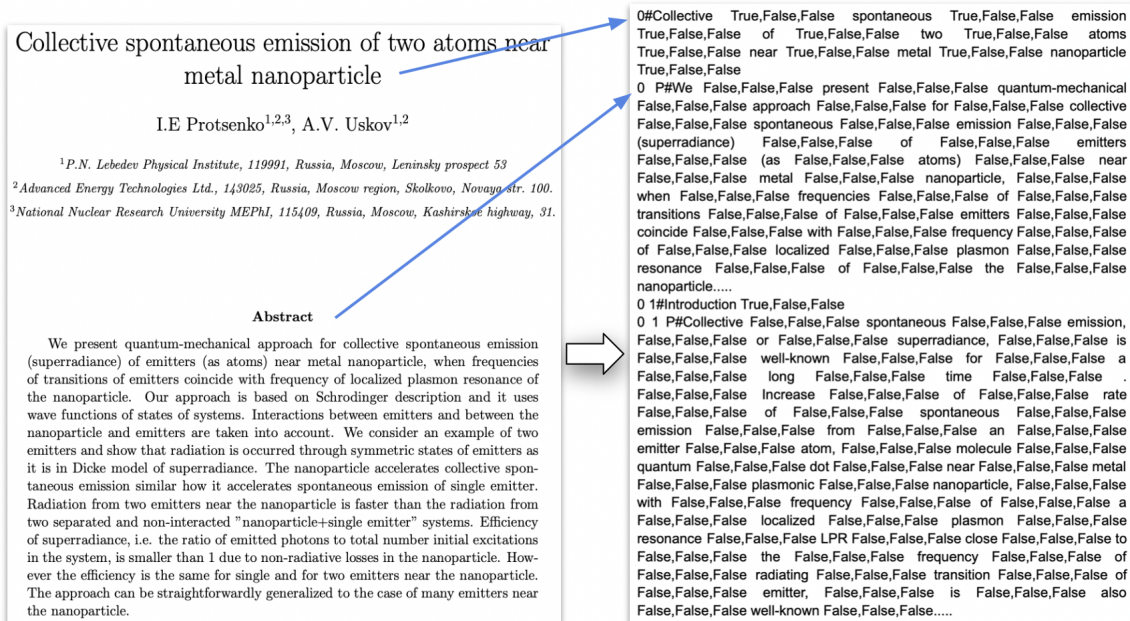 Collective spontaneous emission of two atoms near
metal nanoparticle
I.E Protsenko1,2,3, A.V. Uskov1,2
1P.N. Lebedev Physical Institute, 119991, Russia, Moscow, Leninsky prospect 53
2Advanced Energy Technologies Ltd., 143025, Russia, Moscow region, Skolkovo, Novaya str. 100.
3National Nuclear Research University MEPhI, 115409, Russia, Moscow, Kashirskoe highway, 31.
Abstract
We present quantum-mechanical approach for collective spontaneous emission
(superradiance) of emitters (as atoms) near metal nanoparticle, when frequencies
of transitions of emitters coincide with frequency of localized plasmon resonance of
the nanoparticle. Our approach is based on Schrodinger description and it uses
wave functions of states of systems. Interactions between emitters and between the
nanoparticle and emitters are taken into account. We consider an example of two
emitters and show that radiation is occurred through symmetric states of emitters as
it is in Dicke model of superradiance. The nanoparticle accelerates collective spon-
taneous emission similar how it accelerates spontaneous emission of single emitter.
Radiation from two emitters near the nanoparticle is faster than the radiation from
two separated and non-interacted "nanoparticle+single emitter" systems. Efficiency
of superradiance, i.e. the ratio of emitted photons to total number initial excitations
in the system, is smaller than 1 due to non-radiative losses in the nanoparticle. How-
ever the efficiency is the same for single and for two emitters near the nanoparticle.
The approach can be straightforwardly generalized to the case of many emitters near
the nanoparticle.
0#Collective True,False,False spontaneous True,False,False emission
True,False,False of True,False,False two True,False,False atoms
True,False,False near True,False,False metal True,False,False nanoparticle
True,False,False
0 P#We False,False,False present False,False,False quantum-mechanical
False,False,False approach False,False,False for False,False,False collective
False,False,False spontaneous False,False,False emission False,False,False
(superradiance) False,False,False of False,False,False emitters
False,False,False (as False,False,False atoms) False,False,False near
False,False,False metal False,False,False nanoparticle, False,False,False
when False,False,False frequencies False,False,False of False,False,False
transitions False,False,False of False,False,False emitters False,False,False
coincide False,False,False with False,False,False frequency False,False,False
of False,False,False localized False,False,False plasmon False,False,False
resonance False,False,False of False,False,False the False,False,False
nanoparticle.....
0 1#Introduction True,False,False
0 1 P#Collective False,False,False spontaneous False,False,False emission,
False,False,False or False,False,False superradiance, False,False,False is
False,False,False well-known False,False,False for False,False,False a
False,False,False long False,False,False time False,False,False .
False,False,False Increase False,False,False of False,False,False rate
False,False,False of False,False,False spontaneous False,False,False
emission False,False,False from False,False,False an False,False,False
emitter False,False,False atom, False,False,False molecule False,False,False
quantum False,False,False dot False,False,False near False,False,False metal
False,False,False plasmonic False,False,False nanoparticle, False,False,False
with False,False,False frequency False,False,False of False,False,False a
False,False,False localized False,False,False plasmon False,False,False
resonance False,False,False LPR False,False,False close False,False,False to
False,False,False the False,False,False frequency False,False,False of
False,False,False radiating False,False,False transition False,False,False of
False,False,False emitter, False,False,False is False,False,False also
False,False,False well-known False,False,False.....